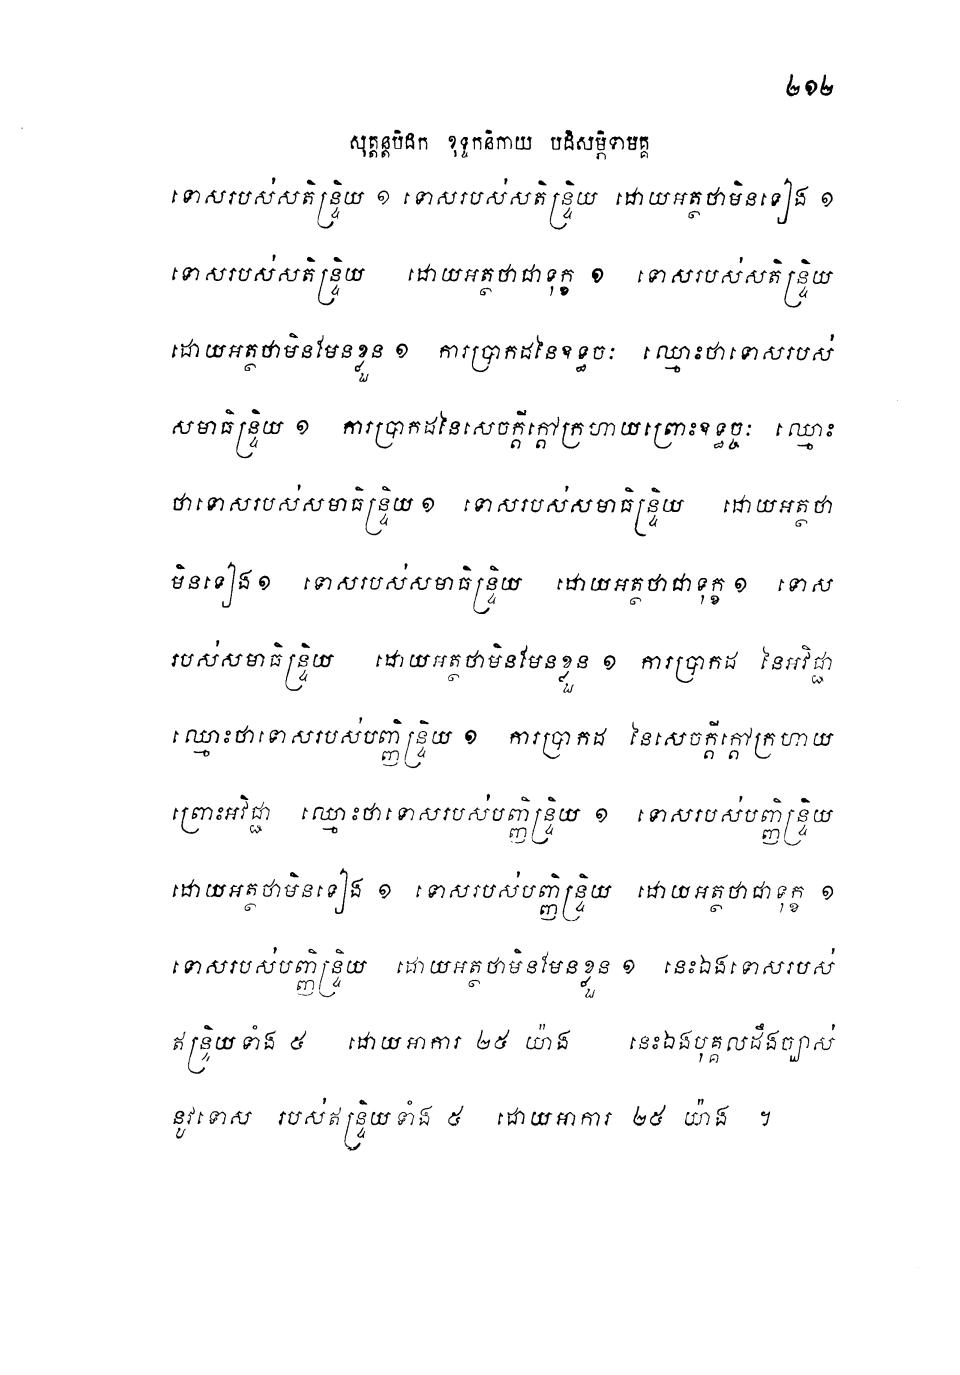 ២១២
សុត្តន្តបិដក ខុទ្ទកនិកាយ បដិសម្ភិទាមគ្គ
ទោសរបស់សតិន្ទ្រិយ ១ ទោសរបស់សតិន្ទ្រិយ ដោយអត្ថថាមិនទៀង ១
ទោសរបស់សតិន្ទ្រិយ ដោយអត្ថថាជាទុក្ខ ១ ទោសរបស់សតិន្ទ្រិយ
ដោយអត្ថថាមិនមែនខ្លួន ១ ការប្រាកដនៃឧទ្ធច្ចៈ ឈ្មោះថាទោសរបស់
សមាធិន្ទ្រិយ ១ ការប្រាកដនៃសេចក្តីក្តៅក្រហាយព្រោះឧទ្ធច្ចៈ ឈ្មោះ
ថាទោសរបស់សមាធិន្ទ្រិយ ១ ទោសរបស់សមាធិន្ទ្រិយ ដោយអត្ថថា
មិនទៀង ១ ទោសរបស់សមាធិន្ទ្រិយ ដោយអត្ថថាជាទុក្ខ ១ ទោស
របស់សមាធិន្ទ្រិយ ដោយអត្ថថាមិនមែនខ្លួន ១ ការប្រាកដ នៃអវិជ្ជា
ឈ្មោះថាទោសរបស់បញ្ញិន្ទ្រិយ ១ ការប្រាកដ នៃសេចក្តីក្តៅក្រហាយ
ព្រោះអវិជ្ជា ឈ្មោះថាទោសរបស់បញ្ញិន្ទ្រិយ ១ ទោសរបស់បញ្ញិន្ទ្រិយ
ដោយអត្ថថាមិនទៀង ១ ទោសរបស់បញ្ញិន្ទ្រិយ ដោយអត្ថថាជាទុក្ខ ១
ទោសរបស់បញ្ញិន្ទ្រិយ ដោយអត្ថថាមិនមែនខ្លួន ១ នេះឯងទោសរបស់
ឥន្ទ្រិយទាំង ៥ ដោយអាការ ២៥ យ៉ាង នេះឯងបុគ្គលដឹងច្បាស់
នូវទោស របស់ឥន្ទ្រិយទាំង ៥ ដោយអាការ ២៥ យ៉ាង ។